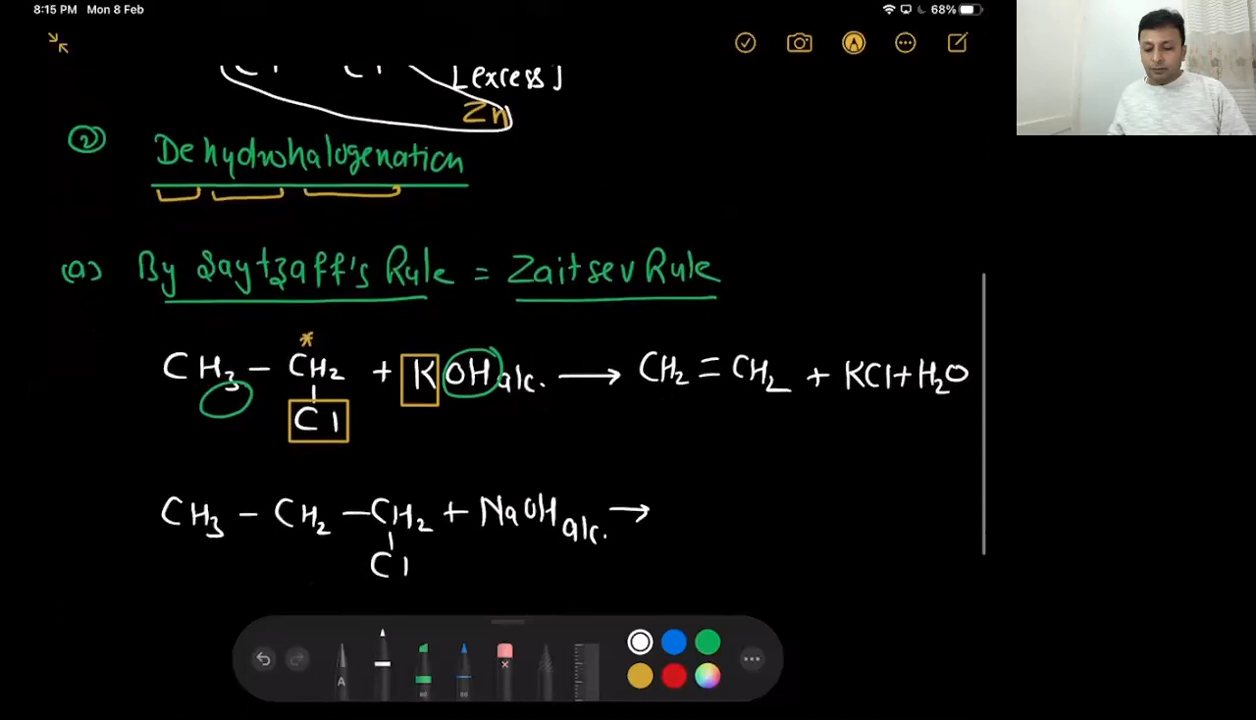 8:15 PM Mon 8 Feb
68%
[excess]
Zn
② Dehydrohalogenation
(a) By Saytzaff's Rule = Zaitsev Rule
*
CH₃ – CH₂ + KOH alc. ⟶ CH₂ = CH₂ + KCl + H₂O
Cl
CH₃ – CH₂ – CH₂ + NaOH alc. →
Cl
A